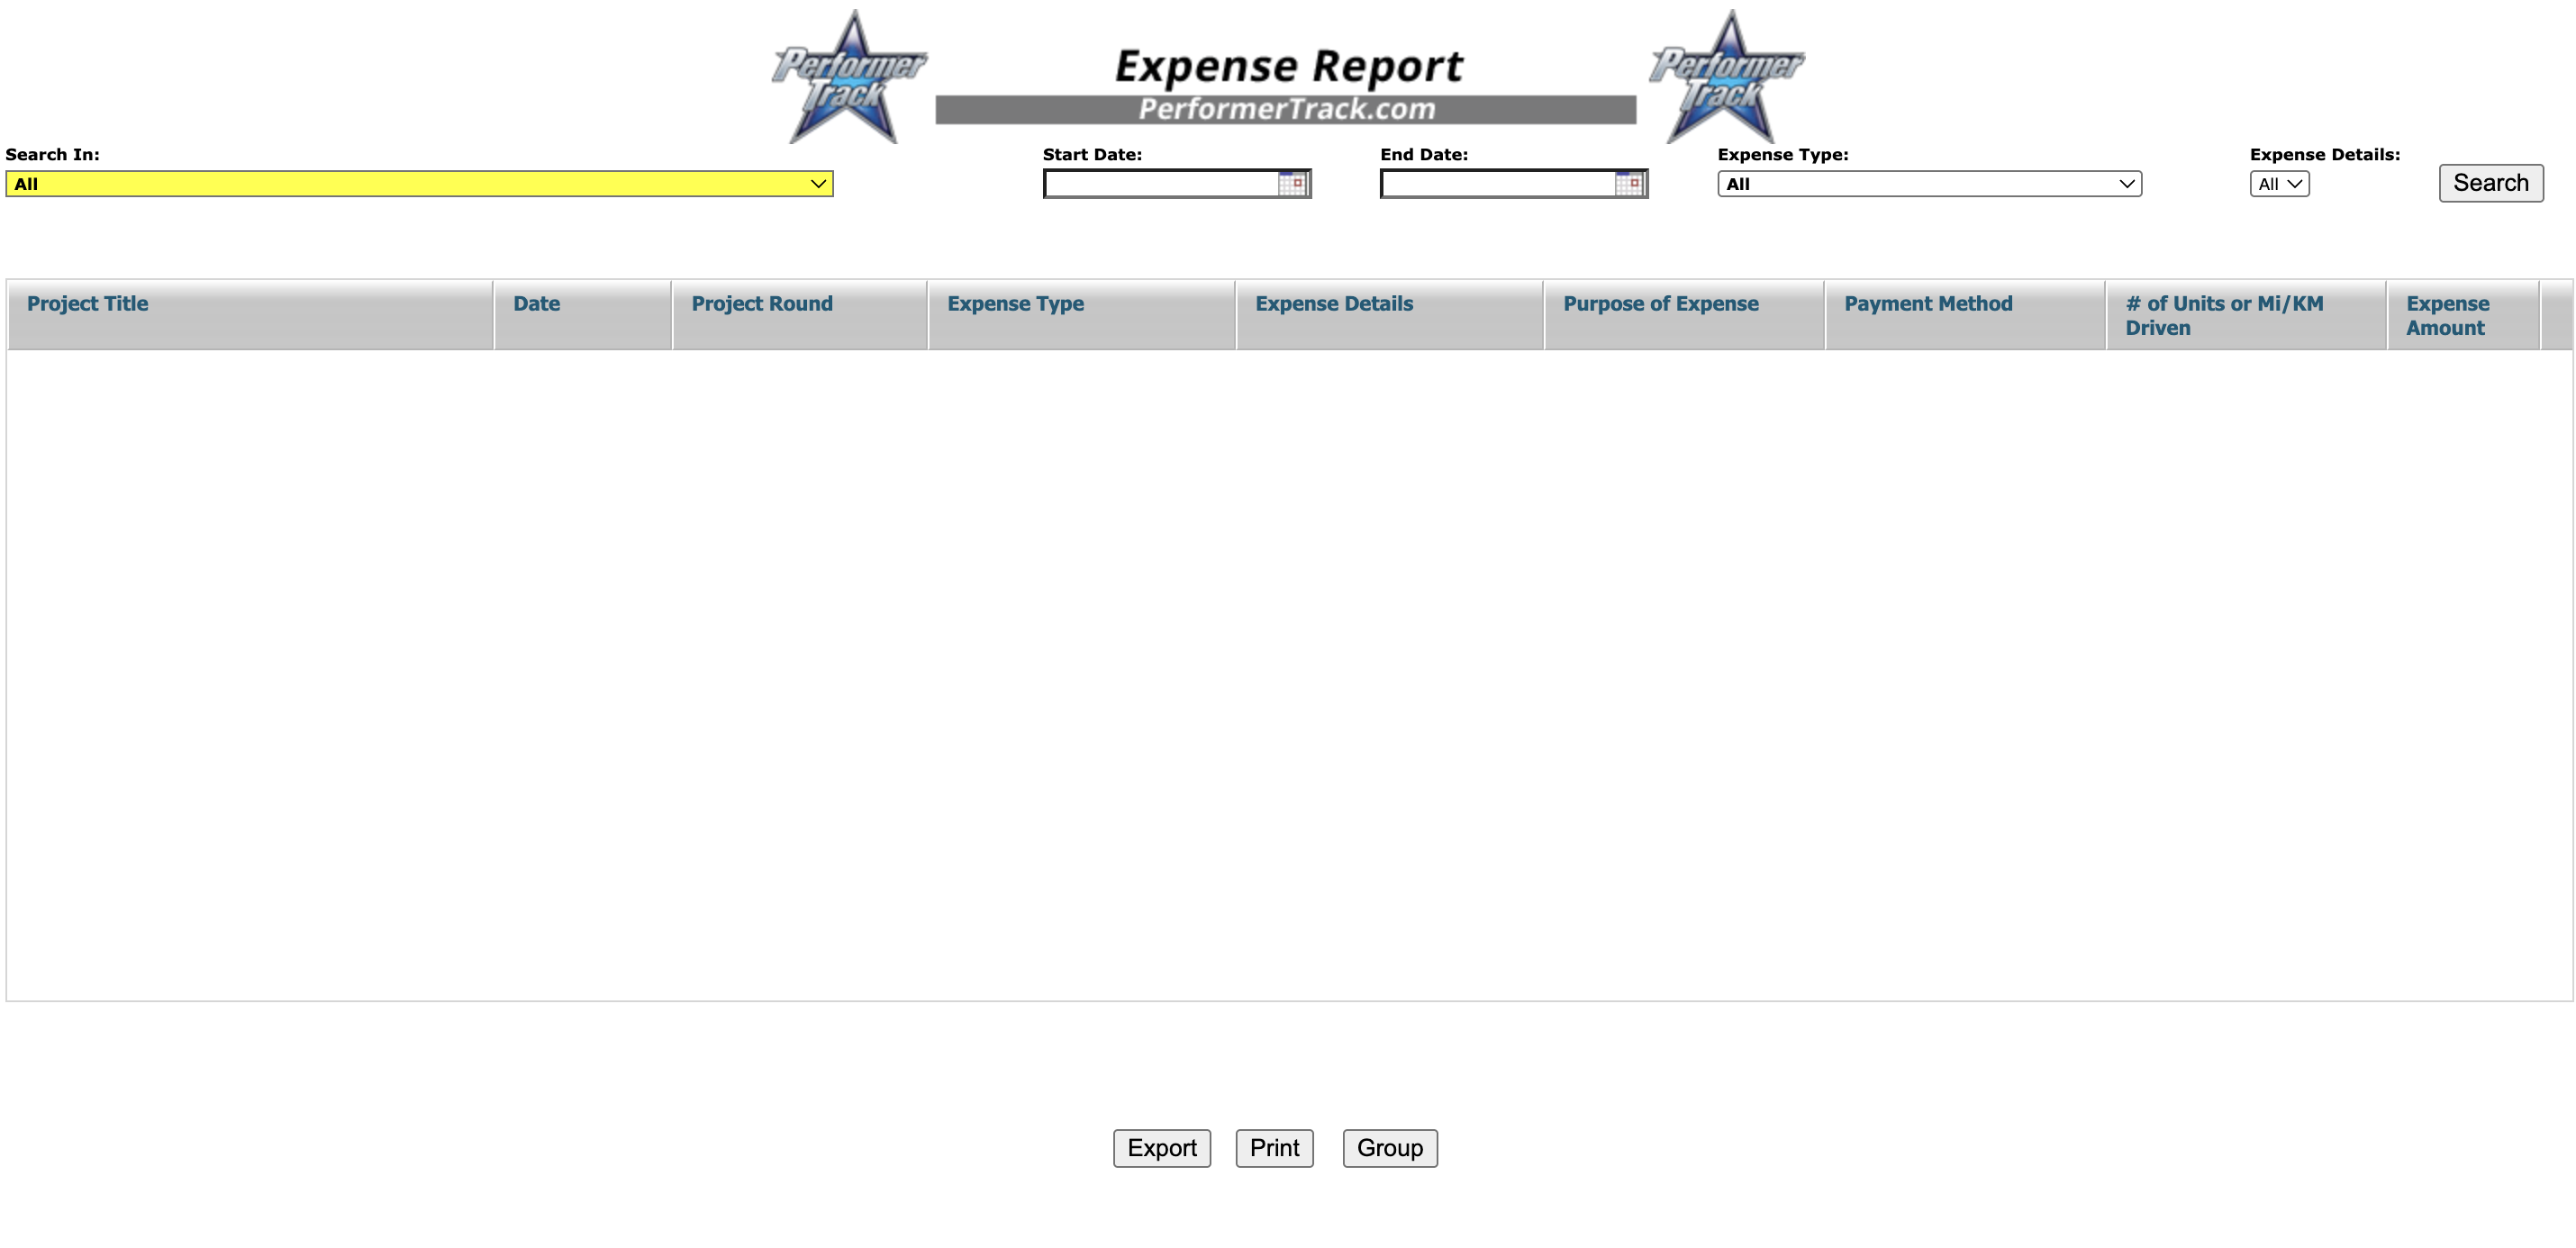 Performer
Track
Expense Report
PerformerTrack.com
Performer
Track
Search In:
All
Start Date:
End Date:
Expense Type:
All
Expense Details:
All
Search
Project Title
Date
Project Round
Expense Type
Expense Details
Purpose of Expense
Payment Method
# of Units or Mi/KM
Driven
Expense
Amount
Export
Print
Group